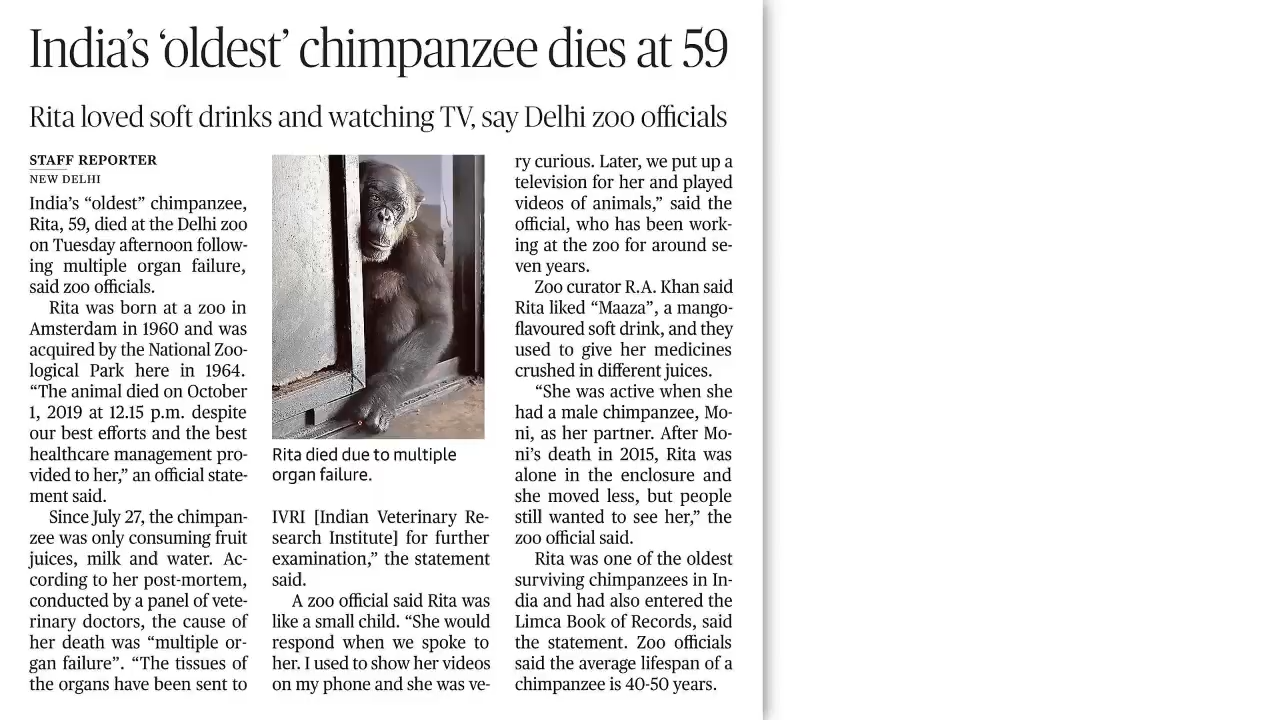 India's ‘oldest’ chimpanzee dies at 59
Rita loved soft drinks and watching TV, say Delhi zoo officials
STAFF REPORTER
NEW DELHI
India's “oldest” chimpanzee,
Rita, 59, died at the Delhi zoo
on Tuesday afternoon follow-
ing multiple organ failure,
said zoo officials.
Rita was born at a zoo in
Amsterdam in 1960 and was
acquired by the National Zoo-
logical Park here in 1964.
“The animal died on October
1, 2019 at 12.15 p.m. despite
our best efforts and the best
healthcare management pro-
vided to her,” an official state-
ment said.
Since July 27, the chimpan-
zee was only consuming fruit
juices, milk and water. Ac-
cording to her post-mortem,
conducted by a panel of vete-
rinary doctors, the cause of
her death was “multiple or-
gan failure”. “The tissues of
the organs have been sent to
Rita died due to multiple
organ failure.
IVRI [Indian Veterinary Re-
search Institute] for further
examination,” the statement
said.
A zoo official said Rita was
like a small child. “She would
respond when we spoke to
her. I used to show her videos
on my phone and she was ve-
ry curious. Later, we put up a
television for her and played
videos of animals,” said the
official, who has been work-
ing at the zoo for around se-
ven years.
Zoo curator R.A. Khan said
Rita liked “Maaza”, a mango-
flavoured soft drink, and they
used to give her medicines
crushed in different juices.
“She was active when she
had a male chimpanzee, Mo-
ni, as her partner. After Mo-
ni's death in 2015, Rita was
alone in the enclosure and
she moved less, but people
still wanted to see her,” the
zoo official said.
Rita was one of the oldest
surviving chimpanzees in In-
dia and had also entered the
Limca Book of Records, said
the statement. Zoo officials
said the average lifespan of a
chimpanzee is 40-50 years.